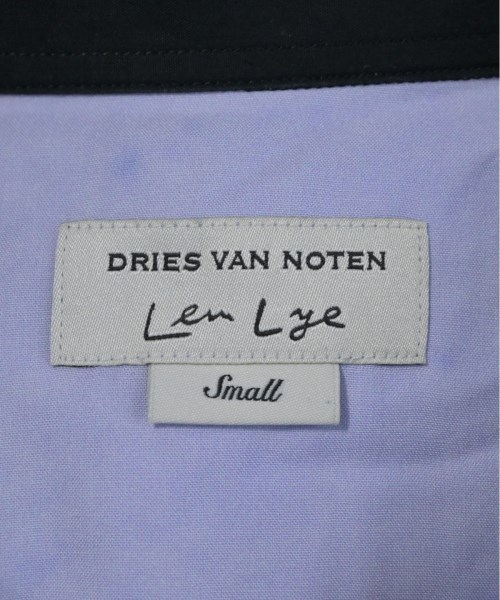 DRIES VAN NOTEN
Len Lye
Small